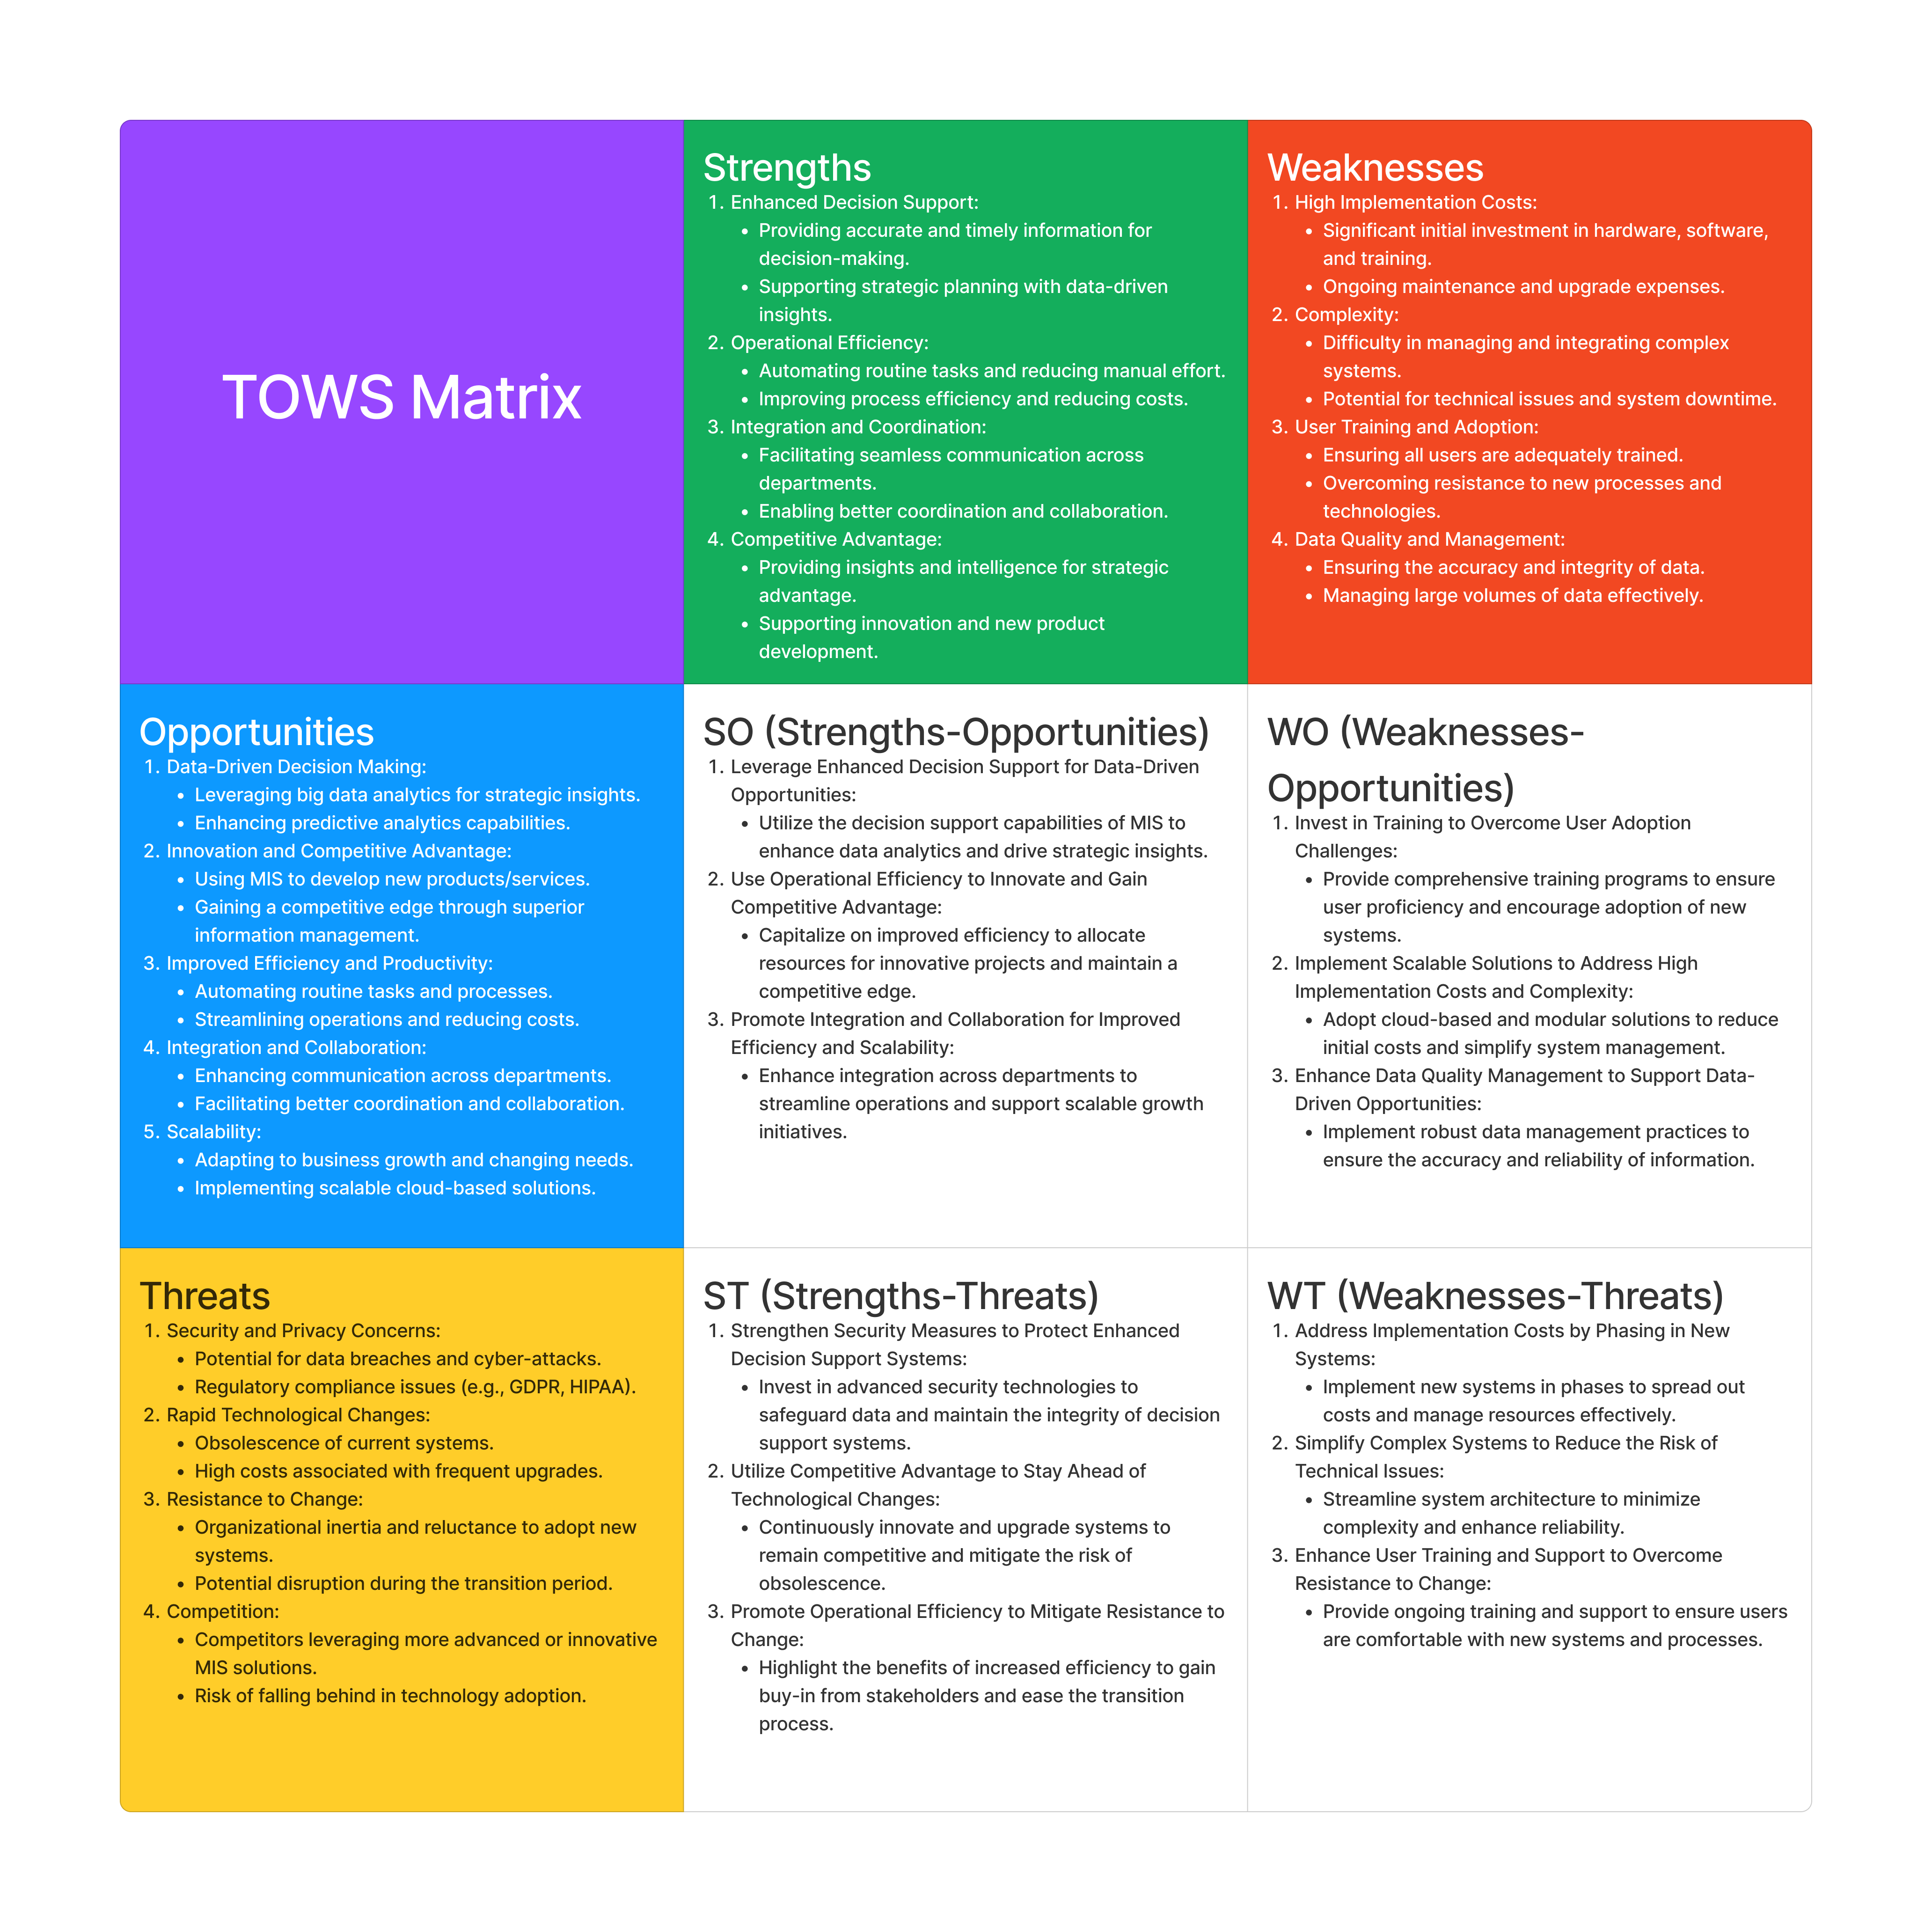 TOWS Matrix
Strengths
1. Enhanced Decision Support:
• Providing accurate and timely information for
decision-making.
• Supporting strategic planning with data-driven
insights.
2. Operational Efficiency:
• Automating routine tasks and reducing manual effort.
• Improving process efficiency and reducing costs.
3. Integration and Coordination:
• Facilitating seamless communication across
departments.
• Enabling better coordination and collaboration.
4. Competitive Advantage:
• Providing insights and intelligence for strategic
advantage.
• Supporting innovation and new product
development.
Weaknesses
1. High Implementation Costs:
• Significant initial investment in hardware, software,
and training.
• Ongoing maintenance and upgrade expenses.
2. Complexity:
• Difficulty in managing and integrating complex
systems.
• Potential for technical issues and system downtime.
3. User Training and Adoption:
• Ensuring all users are adequately trained.
• Overcoming resistance to new processes and
technologies.
4. Data Quality and Management:
• Ensuring the accuracy and integrity of data.
• Managing large volumes of data effectively.
Opportunities
1. Data-Driven Decision Making:
• Leveraging big data analytics for strategic insights.
• Enhancing predictive analytics capabilities.
2. Innovation and Competitive Advantage:
• Using MIS to develop new products/services.
• Gaining a competitive edge through superior
information management.
3. Improved Efficiency and Productivity:
• Automating routine tasks and processes.
• Streamlining operations and reducing costs.
4. Integration and Collaboration:
• Enhancing communication across departments.
• Facilitating better coordination and collaboration.
5. Scalability:
• Adapting to business growth and changing needs.
• Implementing scalable cloud-based solutions.
SO (Strengths-Opportunities)
1. Leverage Enhanced Decision Support for Data-Driven
Opportunities:
• Utilize the decision support capabilities of MIS to
enhance data analytics and drive strategic insights.
2. Use Operational Efficiency to Innovate and Gain
Competitive Advantage:
• Capitalize on improved efficiency to allocate
resources for innovative projects and maintain a
competitive edge.
3. Promote Integration and Collaboration for Improved
Efficiency and Scalability:
• Enhance integration across departments to
streamline operations and support scalable growth
initiatives.
WO (Weaknesses-
Opportunities)
1. Invest in Training to Overcome User Adoption
Challenges:
• Provide comprehensive training programs to ensure
user proficiency and encourage adoption of new
systems.
2. Implement Scalable Solutions to Address High
Implementation Costs and Complexity:
• Adopt cloud-based and modular solutions to reduce
initial costs and simplify system management.
3. Enhance Data Quality Management to Support Data-
Driven Opportunities:
• Implement robust data management practices to
ensure the accuracy and reliability of information.
Threats
1. Security and Privacy Concerns:
• Potential for data breaches and cyber-attacks.
• Regulatory compliance issues (e.g., GDPR, HIPAA).
2. Rapid Technological Changes:
• Obsolescence of current systems.
• High costs associated with frequent upgrades.
3. Resistance to Change:
• Organizational inertia and reluctance to adopt new
systems.
• Potential disruption during the transition period.
4. Competition:
• Competitors leveraging more advanced or innovative
MIS solutions.
• Risk of falling behind in technology adoption.
ST (Strengths-Threats)
1. Strengthen Security Measures to Protect Enhanced
Decision Support Systems:
• Invest in advanced security technologies to
safeguard data and maintain the integrity of decision
support systems.
2. Utilize Competitive Advantage to Stay Ahead of
Technological Changes:
• Continuously innovate and upgrade systems to
remain competitive and mitigate the risk of
obsolescence.
3. Promote Operational Efficiency to Mitigate Resistance to
Change:
• Highlight the benefits of increased efficiency to gain
buy-in from stakeholders and ease the transition
process.
WT (Weaknesses-Threats)
1. Address Implementation Costs by Phasing in New
Systems:
• Implement new systems in phases to spread out
costs and manage resources effectively.
2. Simplify Complex Systems to Reduce the Risk of
Technical Issues:
• Streamline system architecture to minimize
complexity and enhance reliability.
3. Enhance User Training and Support to Overcome
Resistance to Change:
• Provide ongoing training and support to ensure users
are comfortable with new systems and processes.